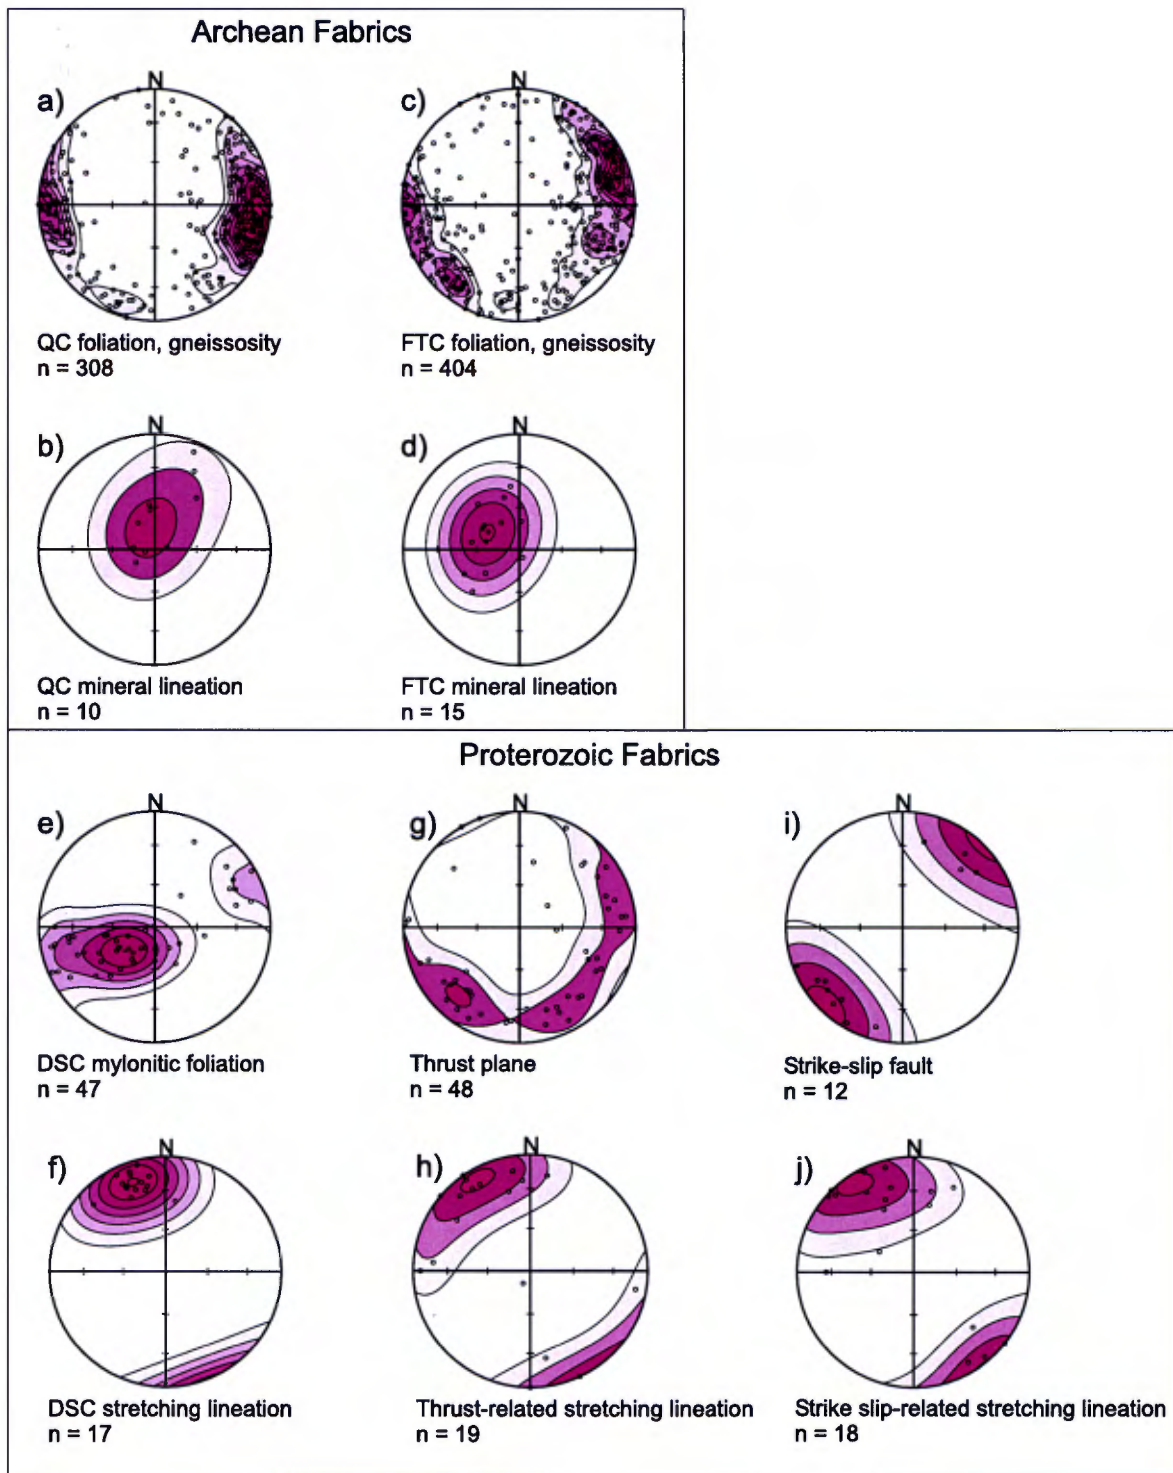 Archean Fabrics
a)
N
QC foliation, gneissosity
n = 308
c)
N
FTC foliation, gneissosity
n = 404
b)
N
QC mineral lineation
n = 10
d)
N
FTC mineral lineation
n = 15
Proterozoic Fabrics
e)
N
DSC mylonitic foliation
n = 47
g)
N
Thrust plane
n = 48
i)
N
Strike-slip fault
n = 12
f)
N
DSC stretching lineation
n = 17
h)
N
Thrust-related stretching lineation
n = 19
j)
N
Strike slip-related stretching lineation
n = 18